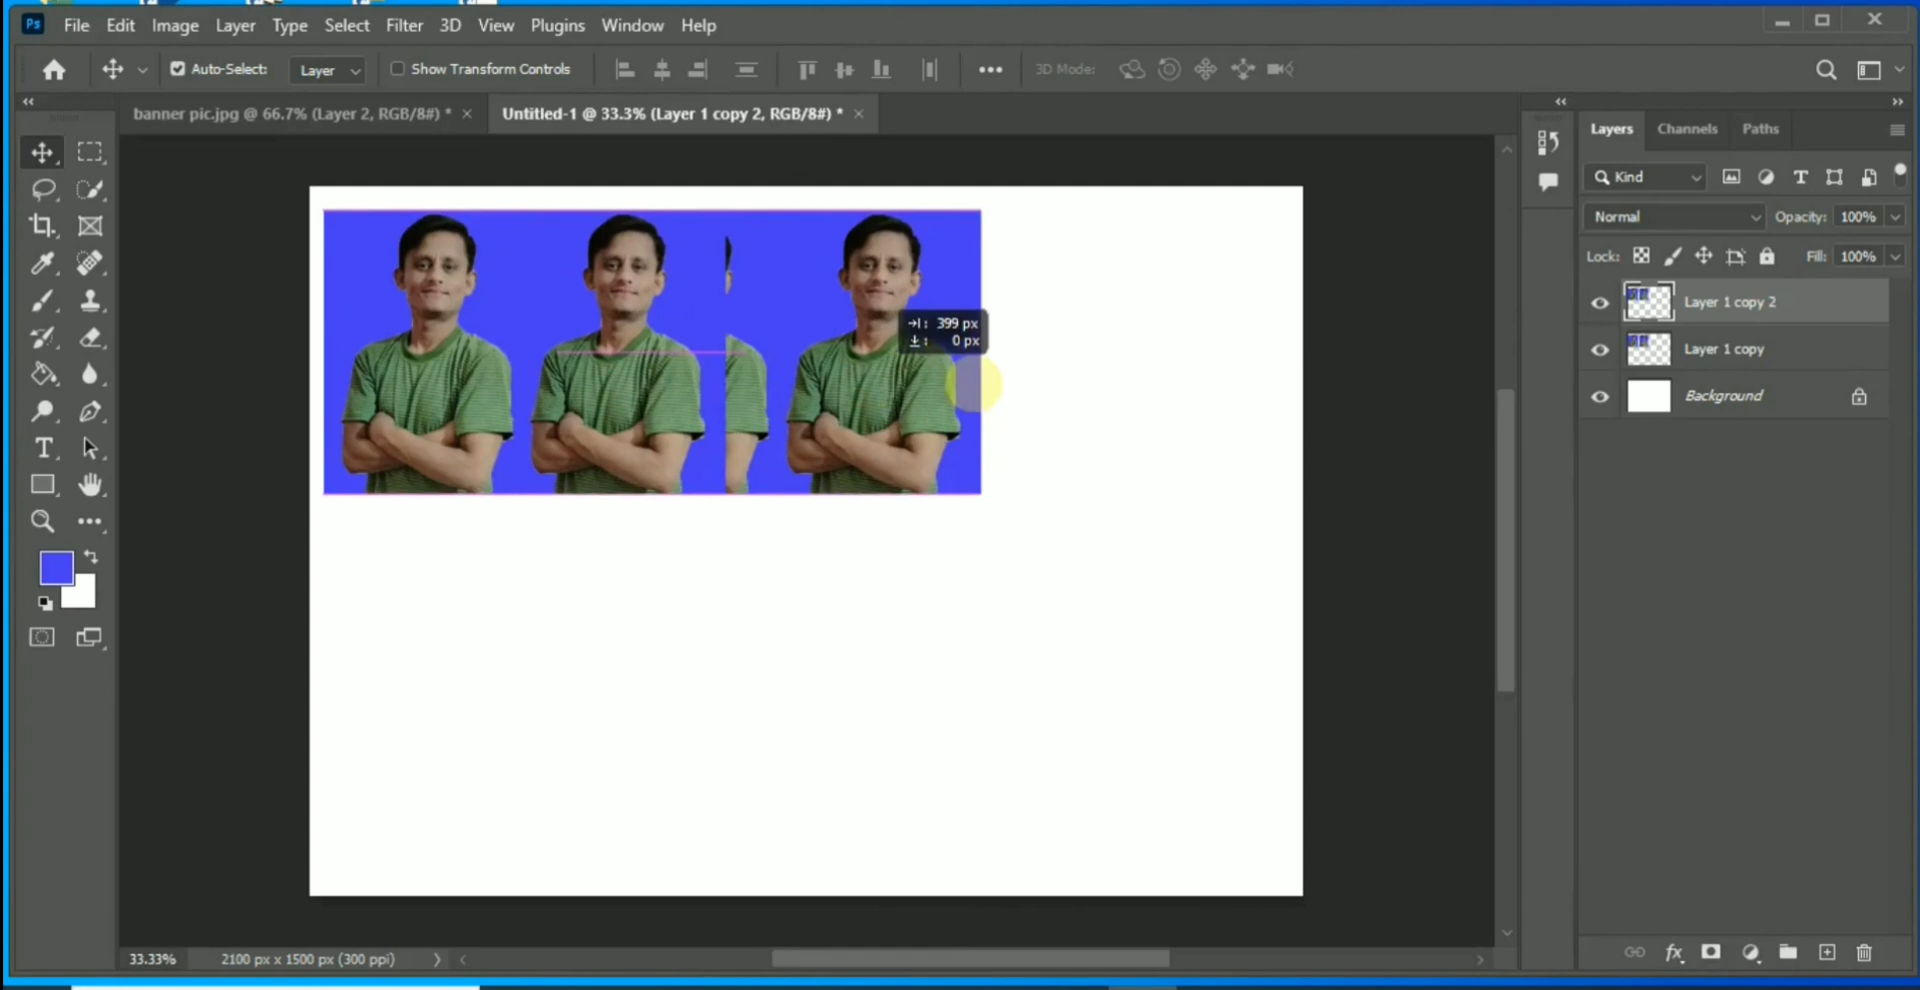 Ps File Edit Image Layer Type Select Filter 3D View Plugins Window Help
Auto-Select: Layer Show Transform Controls 3D Mode:
banner pic.jpg @ 66.7% (Layer 2, RGB/8#) * × Untitled-1 @ 33.3% (Layer 1 copy 2, RGB/8#) * ×
Layers Channels Paths
Kind
Normal Opacity: 100%
Lock: Fill: 100%
Layer 1 copy 2
Layer 1 copy
Background
399 px
0 px
33.33% 2100 px x 1500 px (300 ppi)